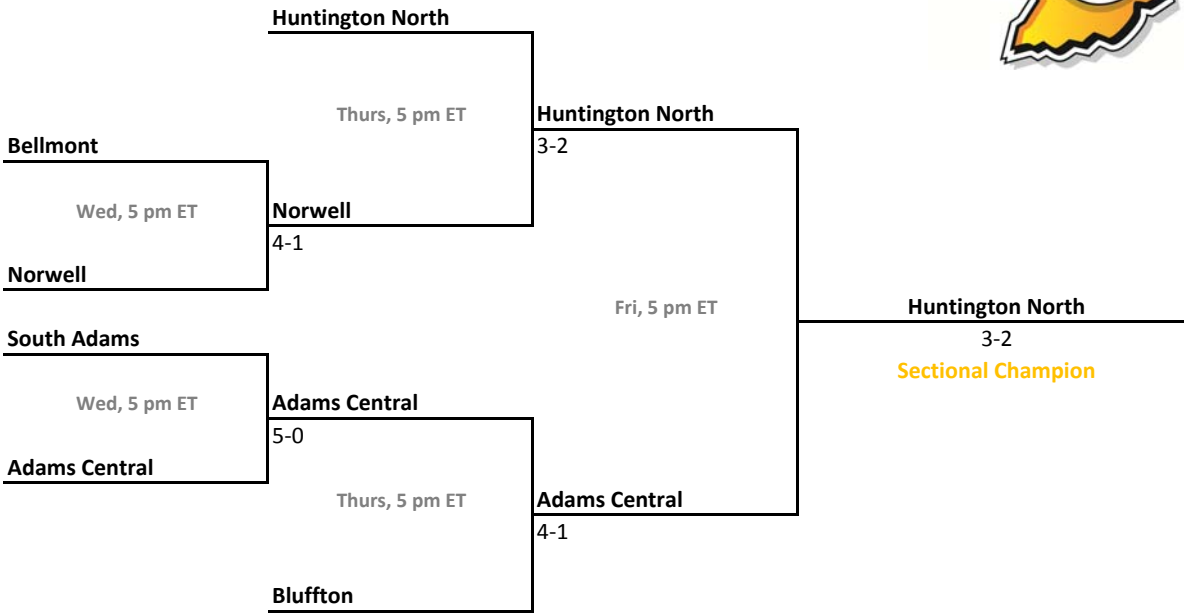 Huntington North
Thurs, 5 pm ET
Huntington North
Bellmont
3-2
Wed, 5 pm ET
Norwell
4-1
Norwell
Fri, 5 pm ET
Huntington North
South Adams
3-2
Sectional Champion
Wed, 5 pm ET
Adams Central
5-0
Adams Central
Thurs, 5 pm ET
Adams Central
4-1
Bluffton